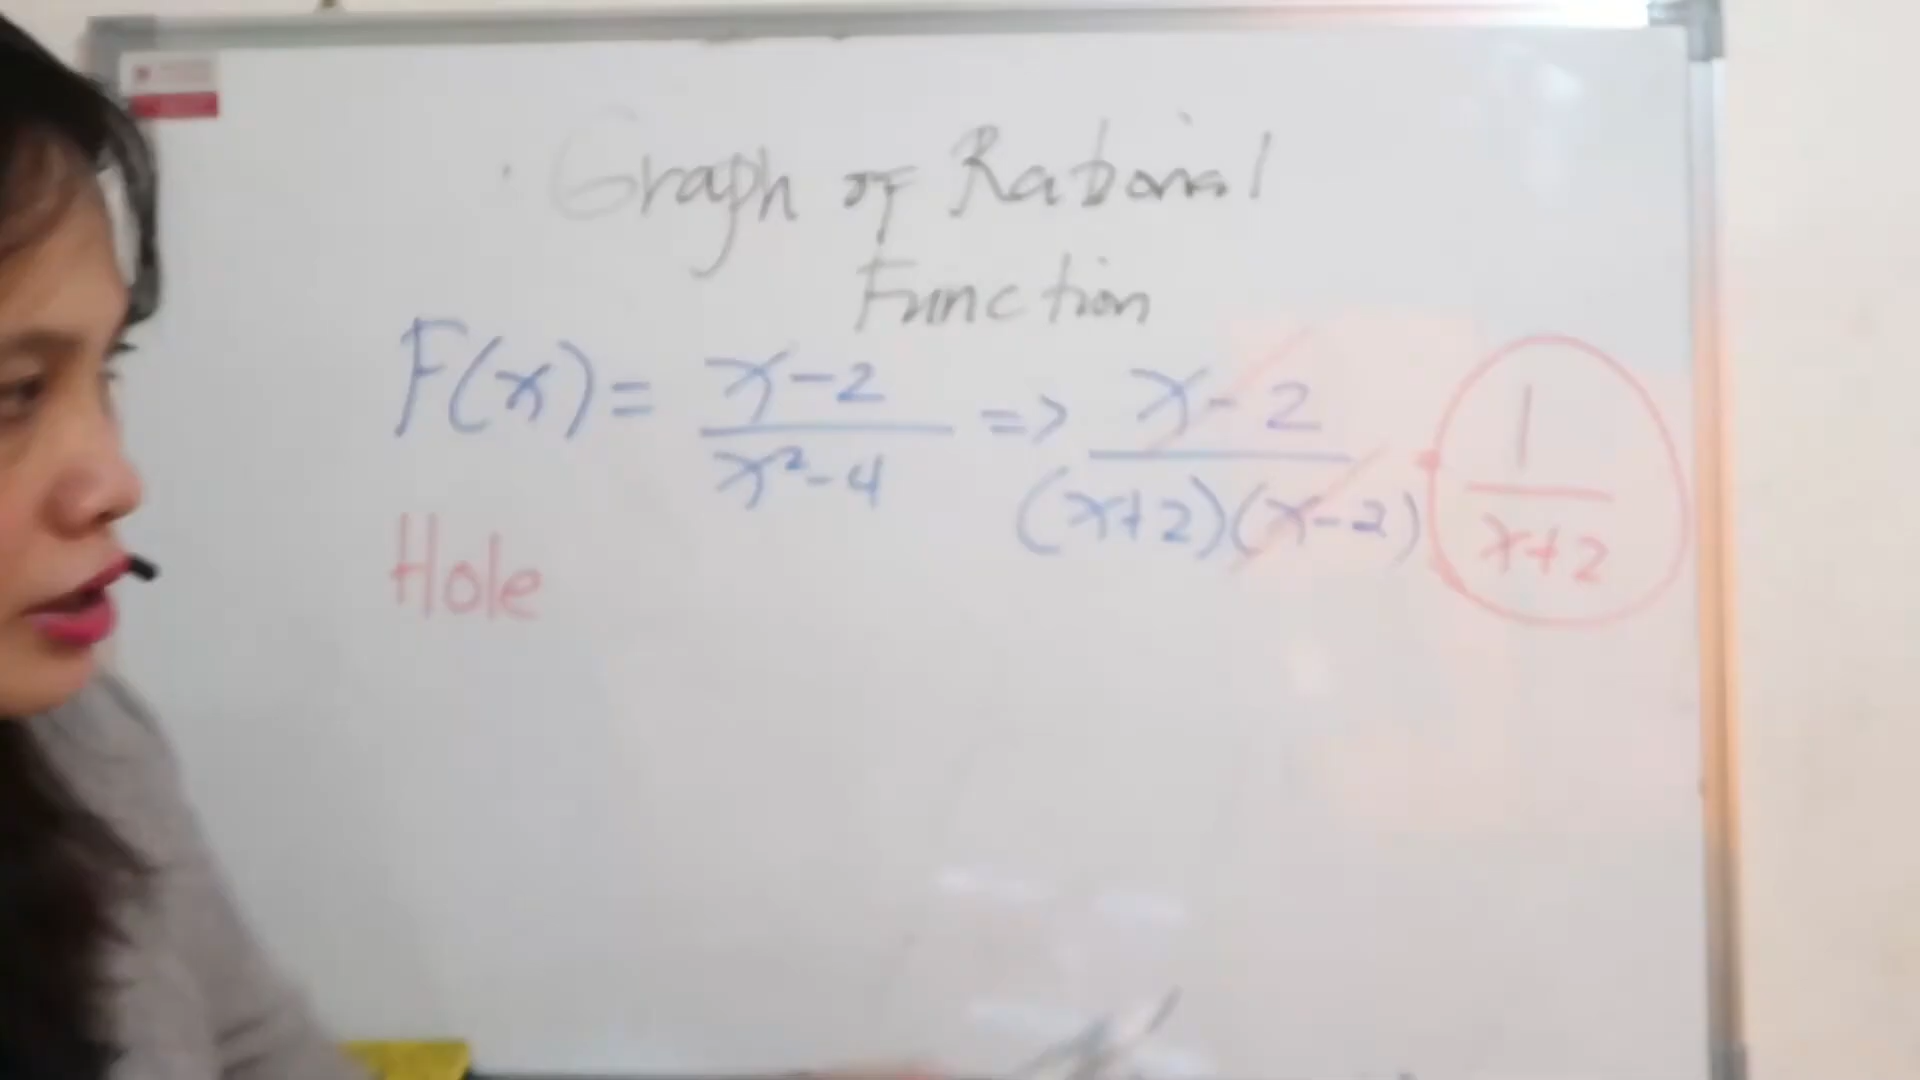 Graph of Rational
Function
F(x) = x-2 / x²-4 => x-2 / (x+2)(x-2) 1 / x+2
Hole